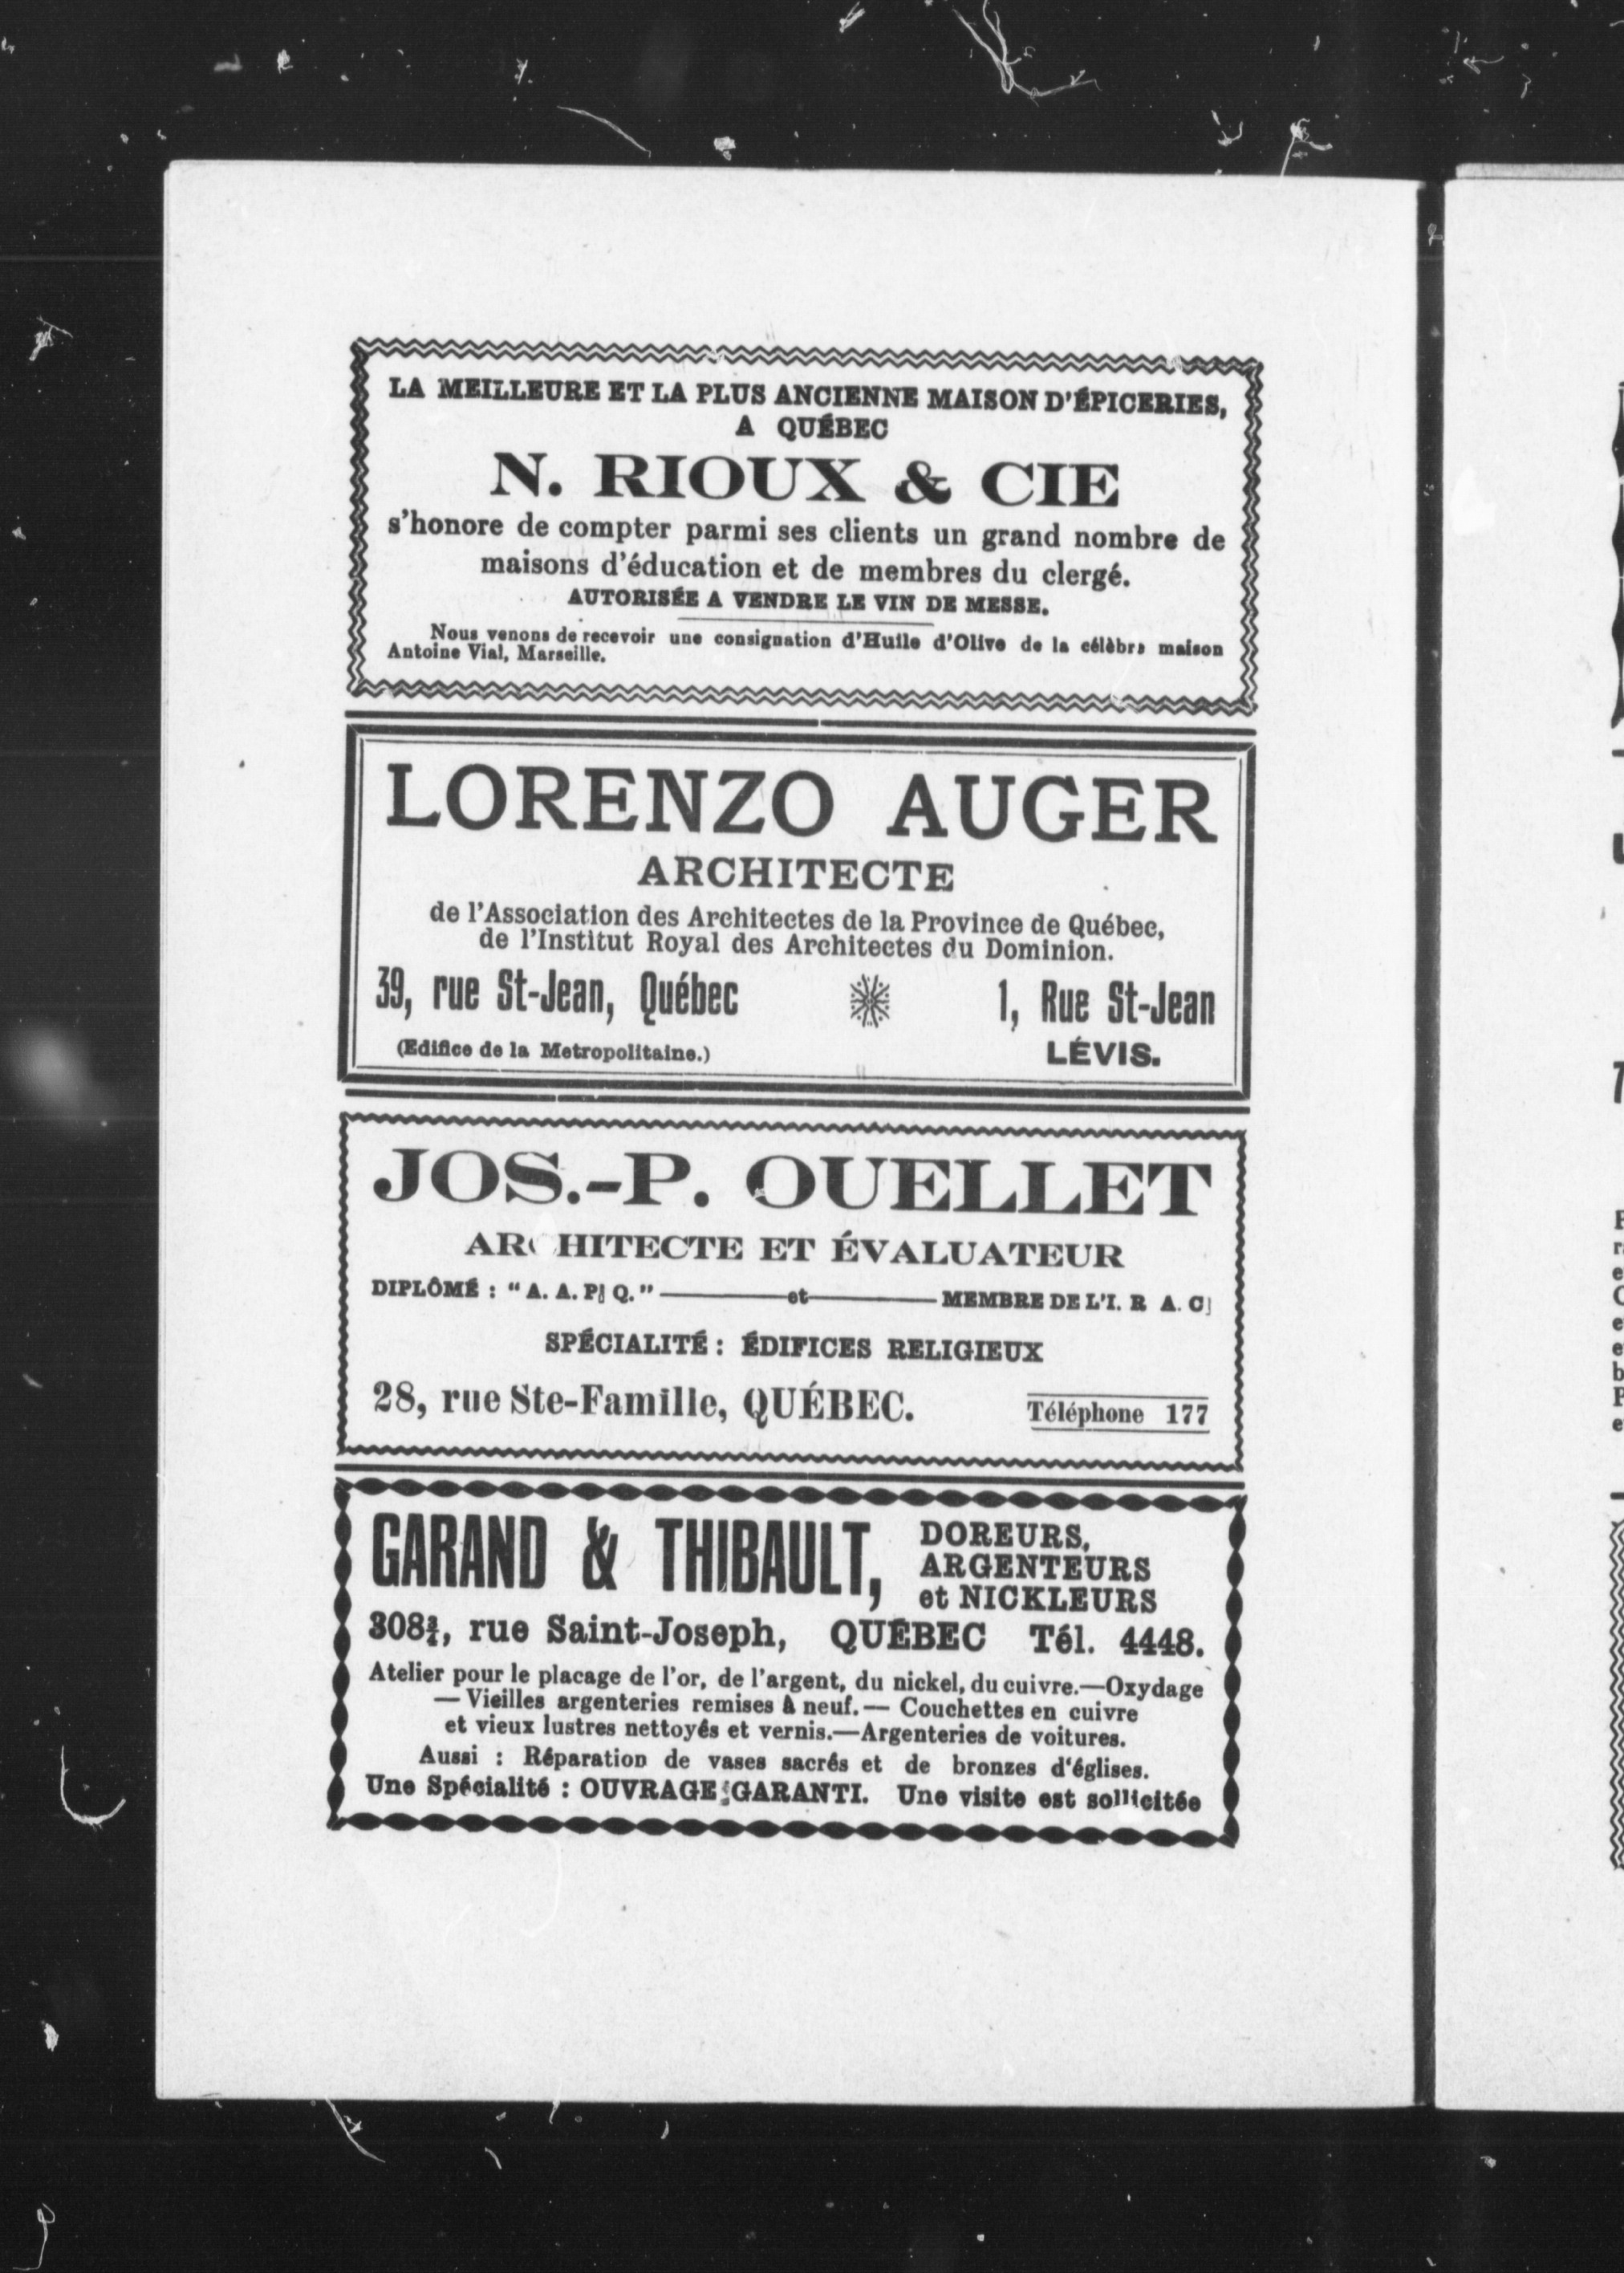 LA MEILLEURE ET LA PLUS ANCIENNE MAISON D'ÉPICERIES,
A QUÉBEC
N. RIOUX & CIE
s'honore de compter parmi ses clients un grand nombre de
maisons d'éducation et de membres du clergé.
AUTORISÉE A VENDRE LE VIN DE MESSE.
Nous venons de recevoir une consignation d'Huile d'Olive de la célèbre maison
Antoine Vial, Marseille.
LORENZO AUGER
ARCHITECTE
de l'Association des Architectes de la Province de Québec,
de l'Institut Royal des Architectes du Dominion.
39, rue St-Jean, Québec 1, Rue St-Jean
(Edifice de la Metropolitaine.) LÉVIS.
JOS.-P. OUELLET
ARCHITECTE ET ÉVALUATEUR
DIPLÔMÉ : "A. A. P. Q." — et — MEMBRE DE L'I. R A. C
SPÉCIALITÉ : ÉDIFICES RELIGIEUX
28, rue Ste-Famille, QUÉBEC. Téléphone 177
GARAND & THIBAULT, DOREURS,
ARGENTEURS
et NICKLEURS
308¾, rue Saint-Joseph, QUÉBEC Tél. 4448.
Atelier pour le placage de l'or, de l'argent, du nickel, du cuivre.—Oxydage
— Vieilles argenteries remises à neuf. — Couchettes en cuivre
et vieux lustres nettoyés et vernis.—Argenteries de voitures.
Aussi : Réparation de vases sacrés et de bronzes d'églises.
Une Spécialité : OUVRAGE GARANTI. Une visite est sollicitée